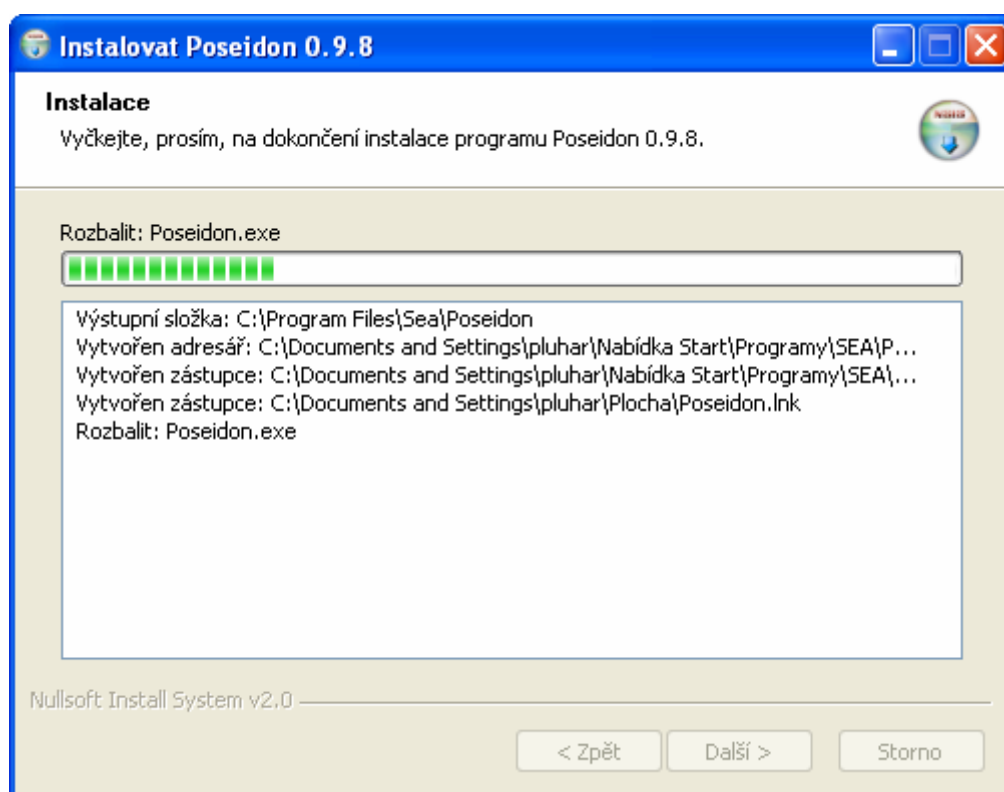 Instalovat Poseidon 0.9.8
Instalace
Vyčkejte, prosím, na dokončení instalace programu Poseidon 0.9.8.
Rozbalit: Poseidon.exe
Výstupní složka: C:\Program Files\Sea\Poseidon
Vytvořen adresář: C:\Documents and Settings\pluhar\Nabídka Start\Programy\SEA\P...
Vytvořen zástupce: C:\Documents and Settings\pluhar\Nabídka Start\Programy\SEA\...
Vytvořen zástupce: C:\Documents and Settings\pluhar\Plocha\Poseidon.lnk
Rozbalit: Poseidon.exe
Nullsoft Install System v2.0
< Zpět
Další >
Storno